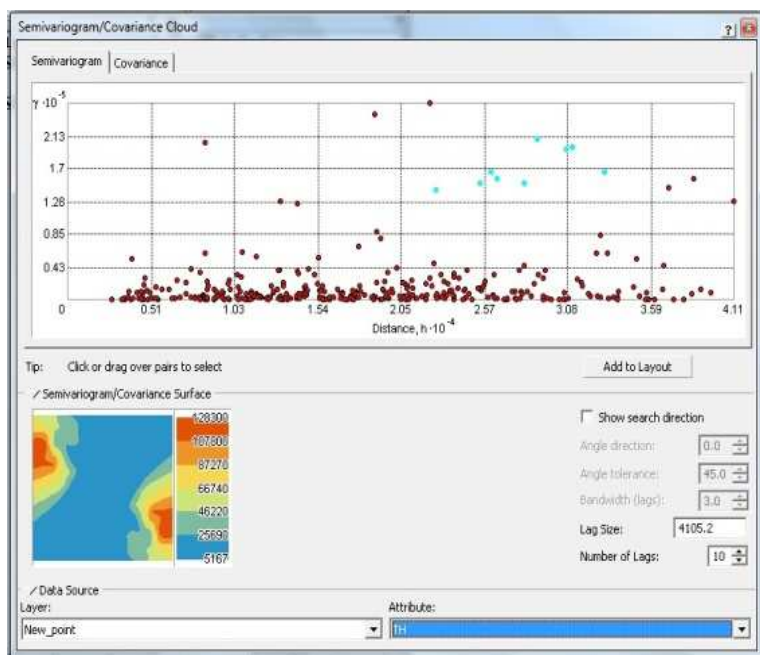 Semivariogram/Covariance Cloud
Semivariogram Covariance
γ ·10⁻⁵
2.13
1.7
1.28
0.85
0.43
0 0.51 1.03 1.54 2.05 2.57 3.08 3.59 4.11
Distance, h ·10⁻⁴
Tip: Click or drag over pairs to select
Add to Layout
Semivariogram/Covariance Surface
128300
107800
87270
66740
46220
25690
5167
Show search direction
Angle direction: 0.0
Angle tolerance: 45.0
Bandwidth (lags): 3.0
Lag Size: 4105.2
Number of Lags: 10
Data Source
Layer: Attribute:
New_point TH